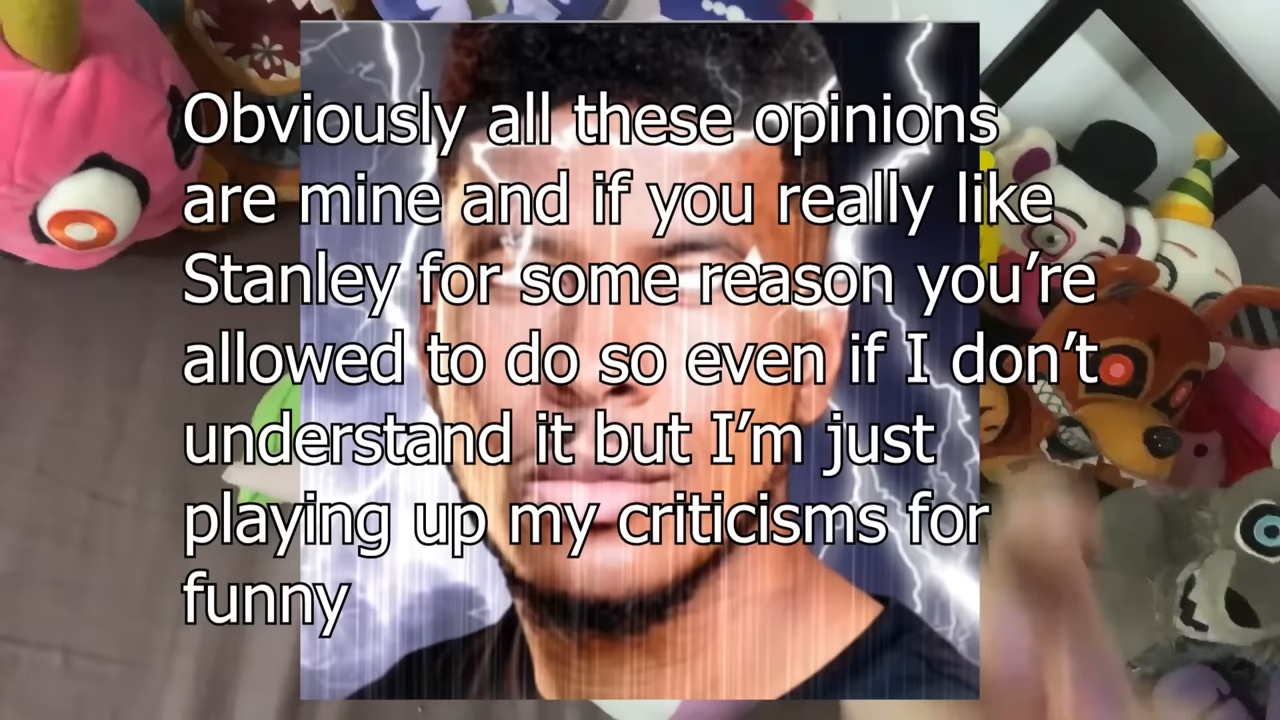 Obviously all these opinions
are mine and if you really like
Stanley for some reason you’re
allowed to do so even if I don’t
understand it but I’m just
playing up my criticisms for
funny